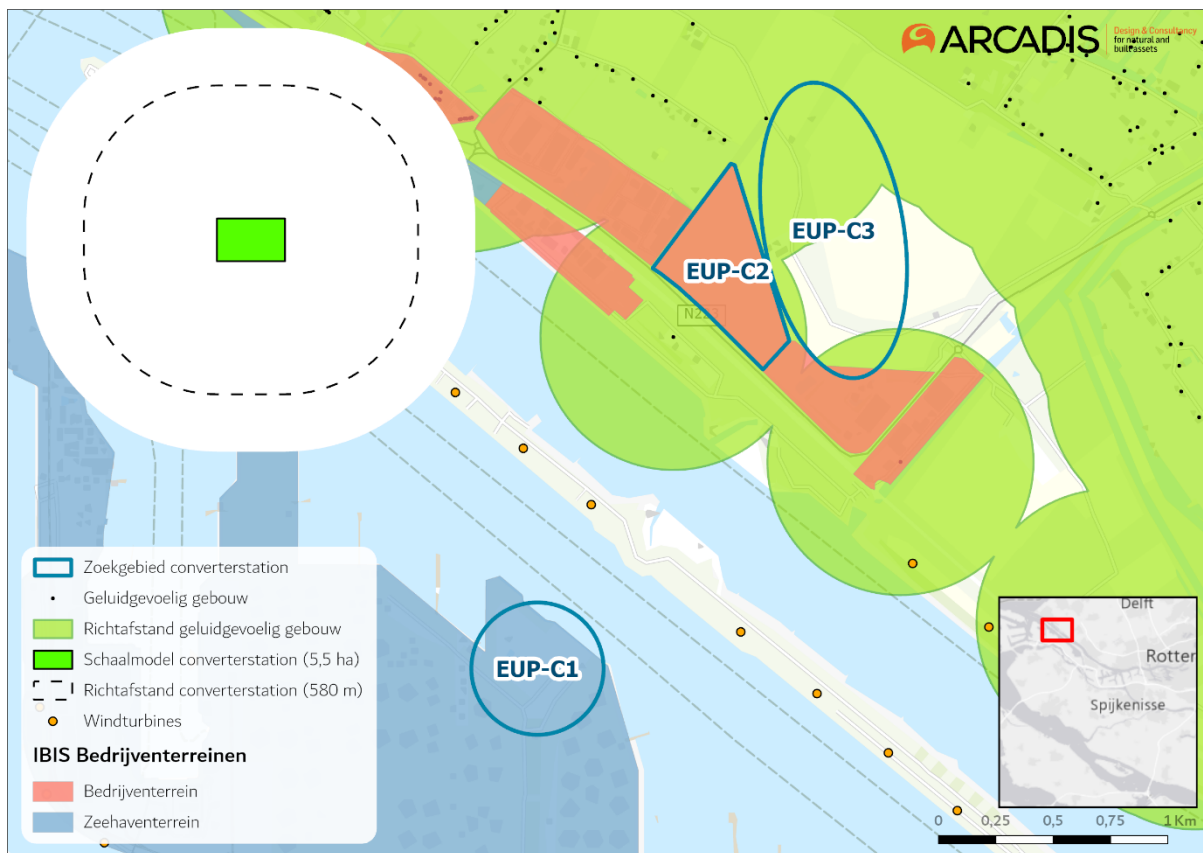 ARCADIS
Design & Consultancy
for natural and
built assets
EUP-C3
EUP-C2
EUP-C1
Zoekgebied converterstation
Geluidgevoelig gebouw
Richtafstand geluidgevoelig gebouw
Schaalmodel converterstation (5,5 ha)
Richtafstand converterstation (580 m)
Windturbines
IBIS Bedrijventerreinen
Bedrijventerrein
Zeehaventerrein
Delft
Rotter
Spijkenisse
0 0,25 0,5 0,75 1 Km